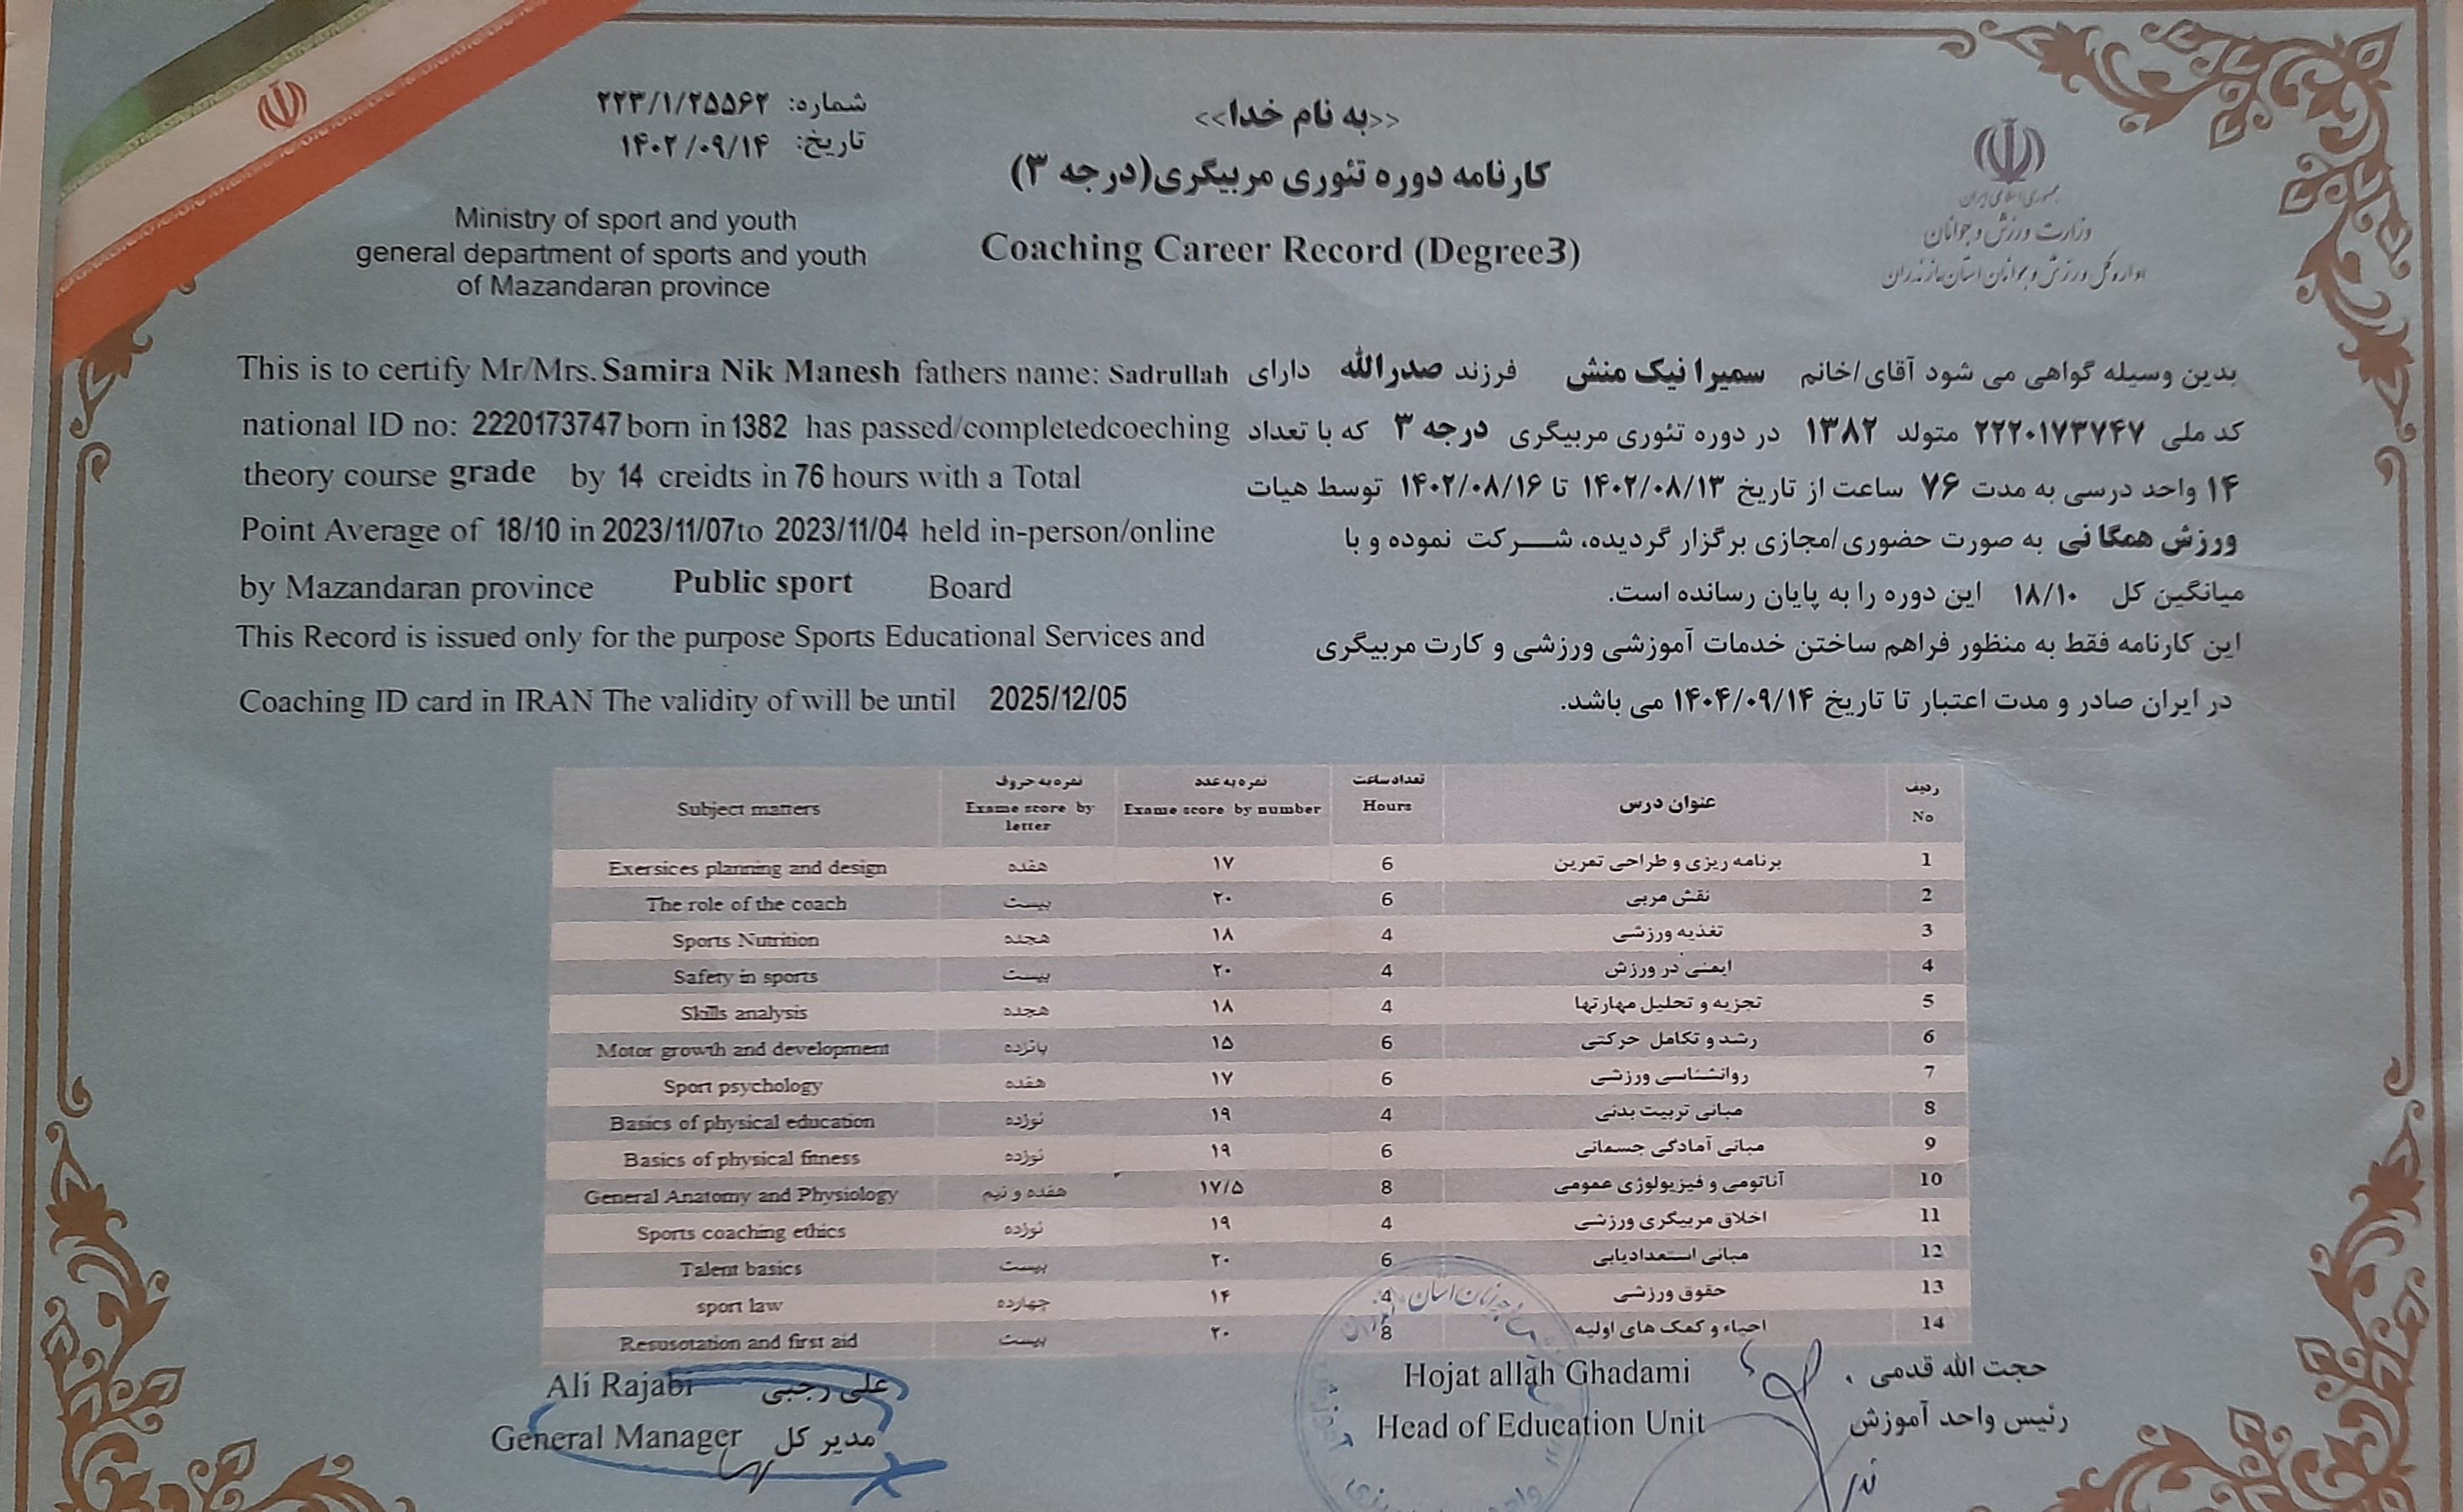 <<به نام خدا>>
کارنامه دوره تئوری مربیگری(درجه ۳)
Coaching Career Record (Degree3)
شماره: ۲۲۳/۱/۲۵۵۶۲
تاریخ: ۱۴۰۲/۰۹/۱۴
Ministry of sport and youth
general department of sports and youth
of Mazandaran province
جمهوری اسلامی ایران
وزارت ورزش و جوانان
اداره کل ورزش و جوانان استان مازندران
بدین وسیله گواهی می شود آقای/خانم سمیرا نیک منش فرزند صدرالله دارای
کد ملی ۲۲۲۰۱۷۳۷۴۷ متولد ۱۳۸۲ در دوره تئوری مربیگری درجه ۳ که با تعداد
۱۴ واحد درسی به مدت ۷۶ ساعت از تاریخ ۱۴۰۲/۰۸/۱۳ تا ۱۴۰۲/۰۸/۱۶ توسط هیات
ورزش همگانی به صورت حضوری/مجازی برگزار گردیده، شرکت نموده و با
میانگین کل ۱۸/۱۰ این دوره را به پایان رسانده است.
این کارنامه فقط به منظور فراهم ساختن خدمات آموزشی ورزشی و کارت مربیگری
در ایران صادر و مدت اعتبار تا تاریخ ۱۴۰۴/۰۹/۱۴ می باشد.
This is to certify Mr/Mrs. Samira Nik Manesh fathers name: Sadrullah
national ID no: 2220173747 born in 1382 has passed/completedcoeching
theory course grade by 14 creidts in 76 hours with a Total
Point Average of 18/10 in 2023/11/07to 2023/11/04 held in-person/online
by Mazandaran province Public sport Board
This Record is issued only for the purpose Sports Educational Services and
Coaching ID card in IRAN The validity of will be until 2025/12/05
ردیف عنوان درس تعداد ساعت نمره به عدد نمره به حروف
No Hours Exame score by number Exame score by letter Subject matters
1 برنامه ریزی و طراحی تمرین 6 ۱۷ هفده Exersices planning and design
2 نقش مربی 6 ۲۰ بیست The role of the coach
3 تغذیه ورزشی 4 ۱۸ هجده Sports Nutrition
4 ایمنی در ورزش 4 ۲۰ بیست Safety in sports
5 تجزیه و تحلیل مهارتها 4 ۱۸ هجده Skills analysis
6 رشد و تکامل حرکتی 6 ۱۵ پانزده Motor growth and development
7 روانشناسی ورزشی 6 ۱۷ هفده Sport psychology
8 مبانی تربیت بدنی 4 ۱۹ نوزده Basics of physical education
9 مبانی آمادگی جسمانی 6 ۱۹ نوزده Basics of physical fitness
10 آناتومی و فیزیولوژی عمومی 8 ۱۷/۵ هفده و نیم General Anatomy and Physiology
11 اخلاق مربیگری ورزشی 4 ۱۹ نوزده Sports coaching ethics
12 مبانی استعدادیابی 6 ۲۰ بیست Talent basics
13 حقوق ورزشی 4 ۱۴ چهارده sport law
14 احیاء و کمک های اولیه 8 ۲۰ بیست Resusotation and first aid
حجت الله قدمی Hojat allah Ghadami
رئیس واحد آموزش Head of Education Unit
علی رجبی Ali Rajabi
مدیر کل General Manager